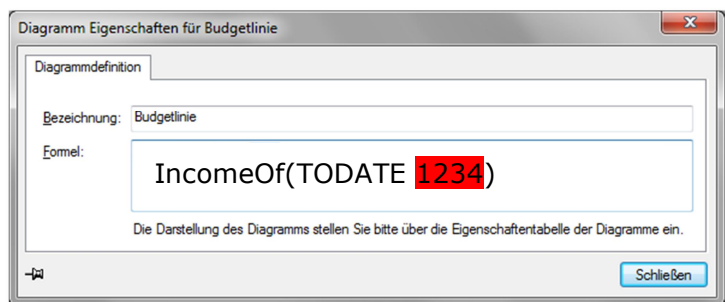 Diagramm Eigenschaften für Budgetlinie
Diagrammdefinition
Bezeichnung: Budgetlinie
Formel:
IncomeOf(TODATE 1234)
Die Darstellung des Diagramms stellen Sie bitte über die Eigenschaftentabelle der Diagramme ein.
Schließen